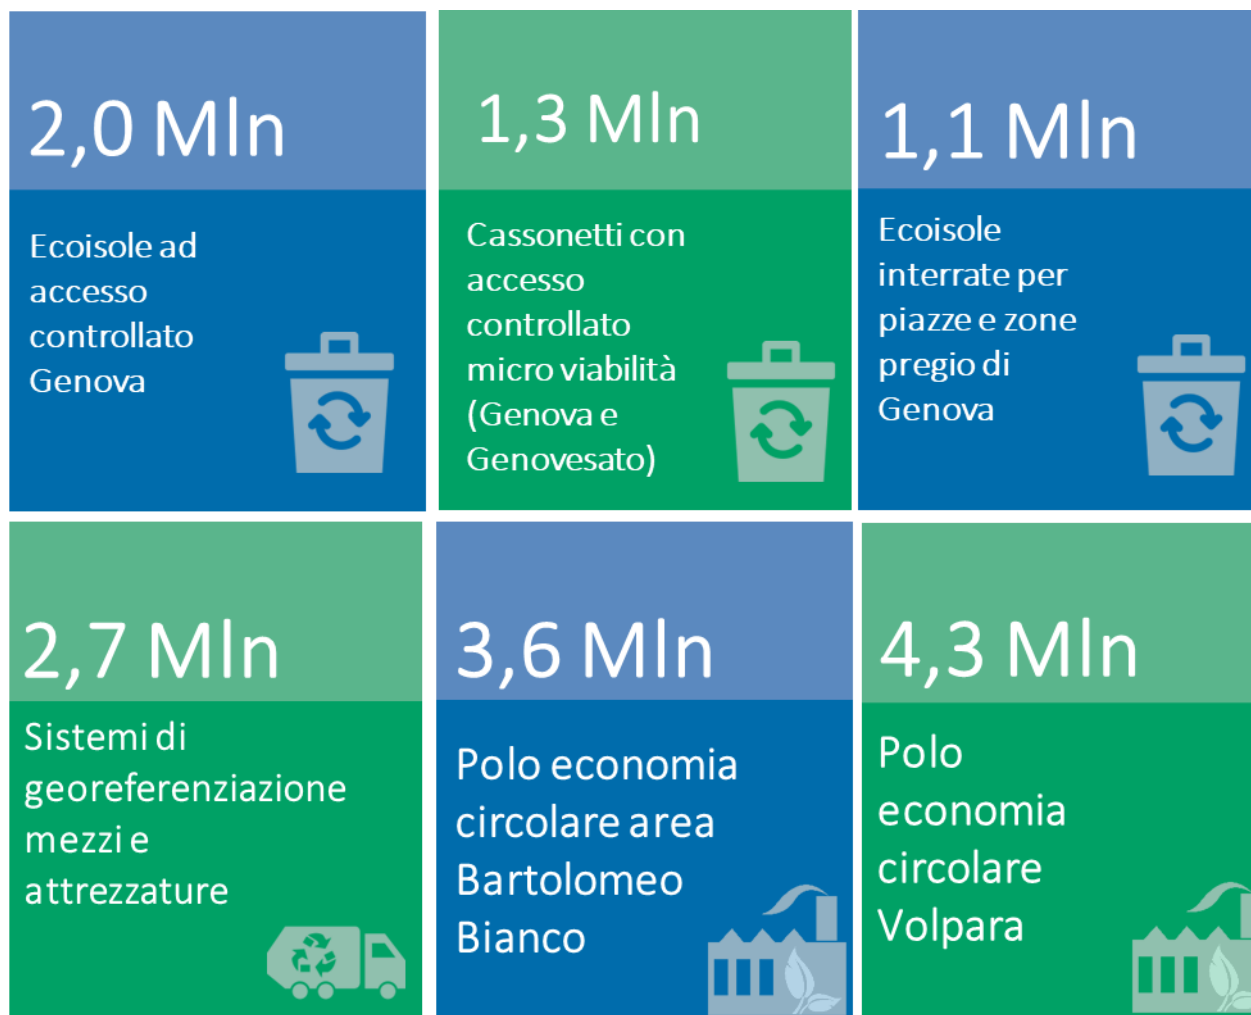 2,0 Mln
Ecoisole ad
accesso
controllato
Genova
1,3 Mln
Cassonetti con
accesso
controllato
micro viabilità
(Genova e
Genovesato)
1,1 Mln
Ecoisole
interrate per
piazze e zone
pregio di
Genova
2,7 Mln
Sistemi di
georeferenziazione
mezzi e
attrezzature
3,6 Mln
Polo economia
circolare area
Bartolomeo
Bianco
4,3 Mln
Polo
economia
circolare
Volpara